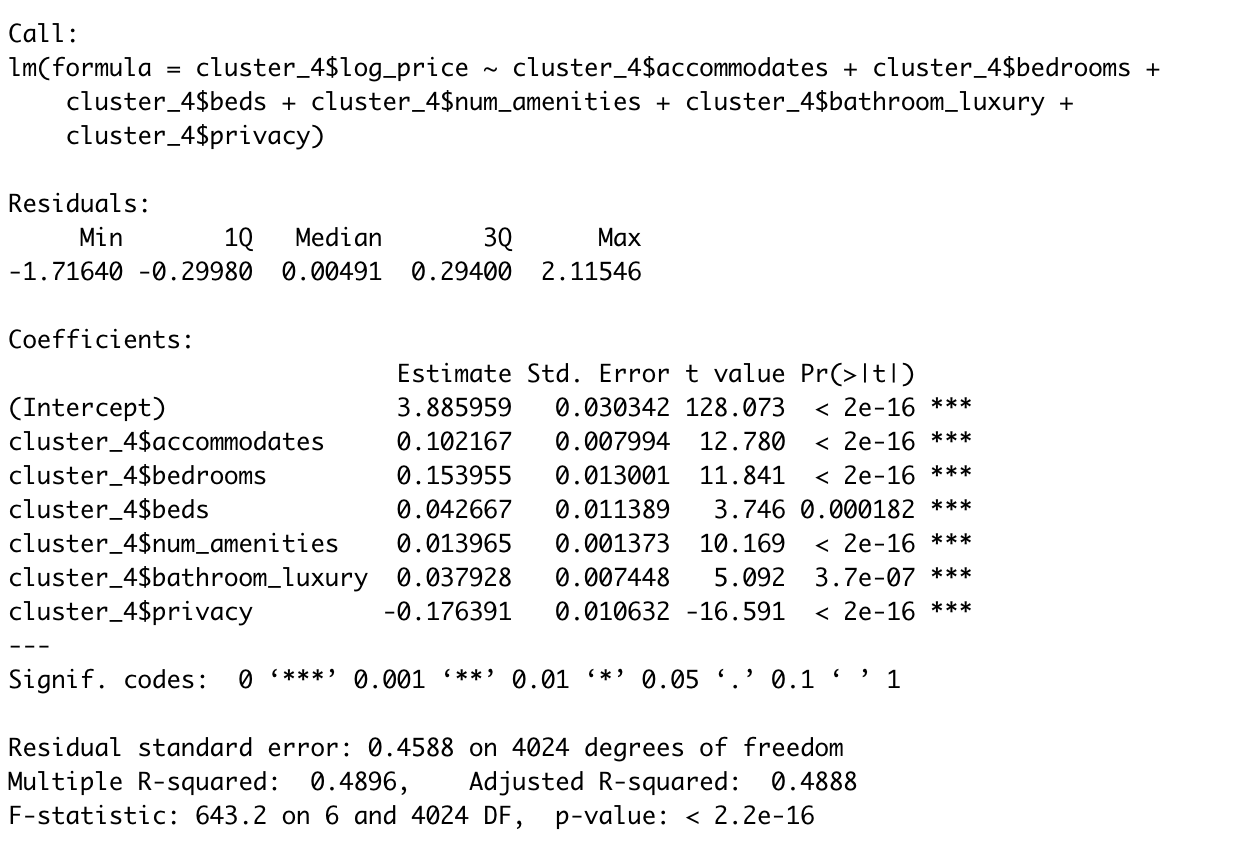 Call:
lm(formula = cluster_4$log_price ~ cluster_4$accommodates + cluster_4$bedrooms +
    cluster_4$beds + cluster_4$num_amenities + cluster_4$bathroom_luxury +
    cluster_4$privacy)

Residuals:
     Min       1Q   Median       3Q      Max
-1.71640 -0.29980  0.00491  0.29400  2.11546

Coefficients:
                            Estimate Std. Error t value Pr(>|t|)
(Intercept)                 3.885959   0.030342 128.073  < 2e-16 ***
cluster_4$accommodates      0.102167   0.007994  12.780  < 2e-16 ***
cluster_4$bedrooms          0.153955   0.013001  11.841  < 2e-16 ***
cluster_4$beds              0.042667   0.011389   3.746 0.000182 ***
cluster_4$num_amenities     0.013965   0.001373  10.169  < 2e-16 ***
cluster_4$bathroom_luxury  0.037928   0.007448   5.092  3.7e-07 ***
cluster_4$privacy          -0.176391   0.010632 -16.591  < 2e-16 ***
---
Signif. codes:  0 ‘***’ 0.001 ‘**’ 0.01 ‘*’ 0.05 ‘.’ 0.1 ‘ ’ 1

Residual standard error: 0.4588 on 4024 degrees of freedom
Multiple R-squared:  0.4896,    Adjusted R-squared:  0.4888
F-statistic: 643.2 on 6 and 4024 DF,  p-value: < 2.2e-16